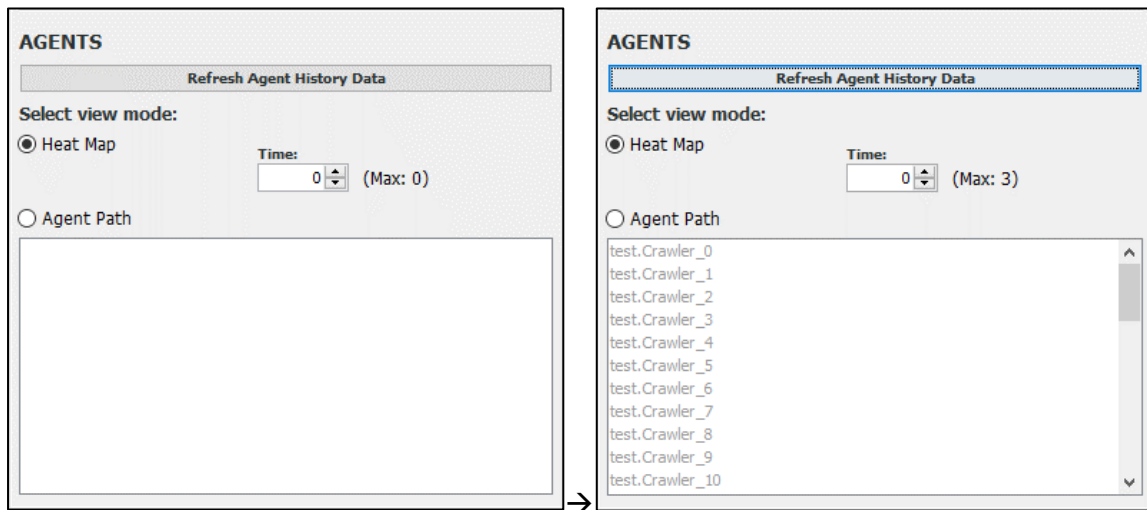 AGENTS
Refresh Agent History Data
Select view mode:
Heat Map
Time:
0 (Max: 0)
Agent Path
→
AGENTS
Refresh Agent History Data
Select view mode:
Heat Map
Time:
0 (Max: 3)
Agent Path
test.Crawler_0
test.Crawler_1
test.Crawler_2
test.Crawler_3
test.Crawler_4
test.Crawler_5
test.Crawler_6
test.Crawler_7
test.Crawler_8
test.Crawler_9
test.Crawler_10